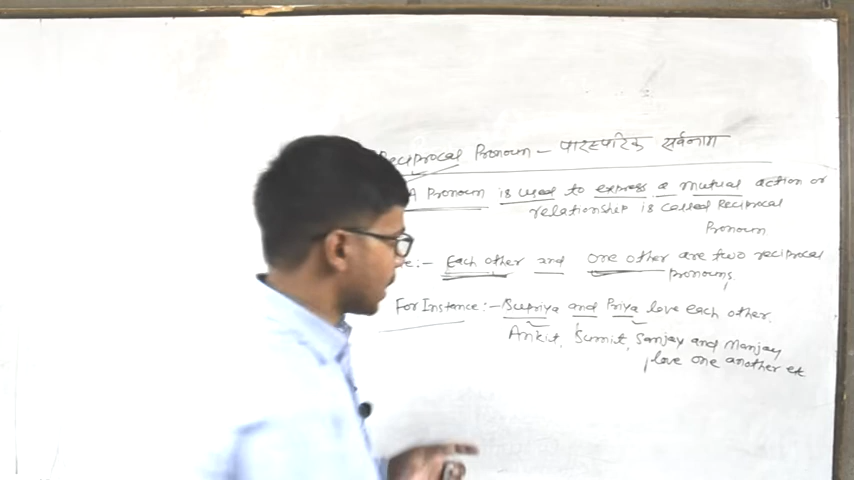 Reciprocal Pronoun - पारस्परिक सर्वनाम
A Pronoun is used to express a mutual action or
relationship is called Reciprocal
Pronoun
e:- Each other and one other are two reciprocal
pronouns,
For Instance:- Supriya and Priya love each other.
Ankit, Sumit, Sanjay and Manjay
love one another etc